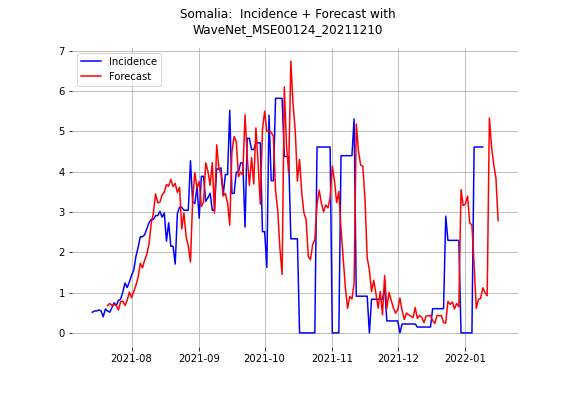 Somalia:  Incidence + Forecast with
WaveNet_MSE00124_20211210
Incidence
Forecast
7
6
5
4
3
2
1
0
2021-08 2021-09 2021-10 2021-11 2021-12 2022-01